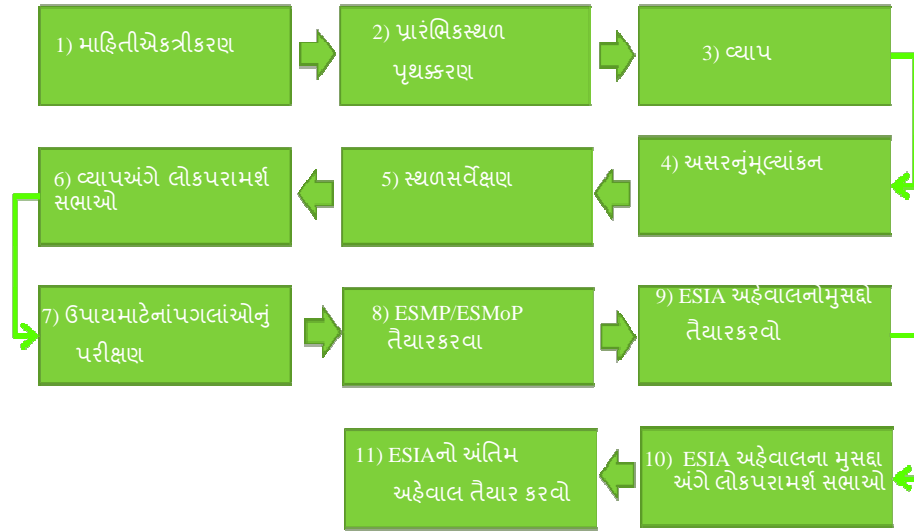 1) માહિતીએકત્રીકરણ
2) પ્રારંભિકસ્થળ
પૃથક્કરણ
3) વ્યાપ
4) અસરનુંમૂલ્યાંકન
5) સ્થળસર્વેક્ષણ
6) વ્યાપઅંગે લોકપરામર્શ
સભાઓ
7) ઉપાયમાટેનાંપગલાંઓનું
પરીક્ષણ
8) ESMP/ESMoP
તૈયારકરવા
9) ESIA અહેવાલનોમુસદ્દો
તૈયારકરવો
10) ESIA અહેવાલના મુસદ્દા
અંગે લોકપરામર્શ સભાઓ
11) ESIAનો અંતિમ
અહેવાલ તૈયાર કરવો